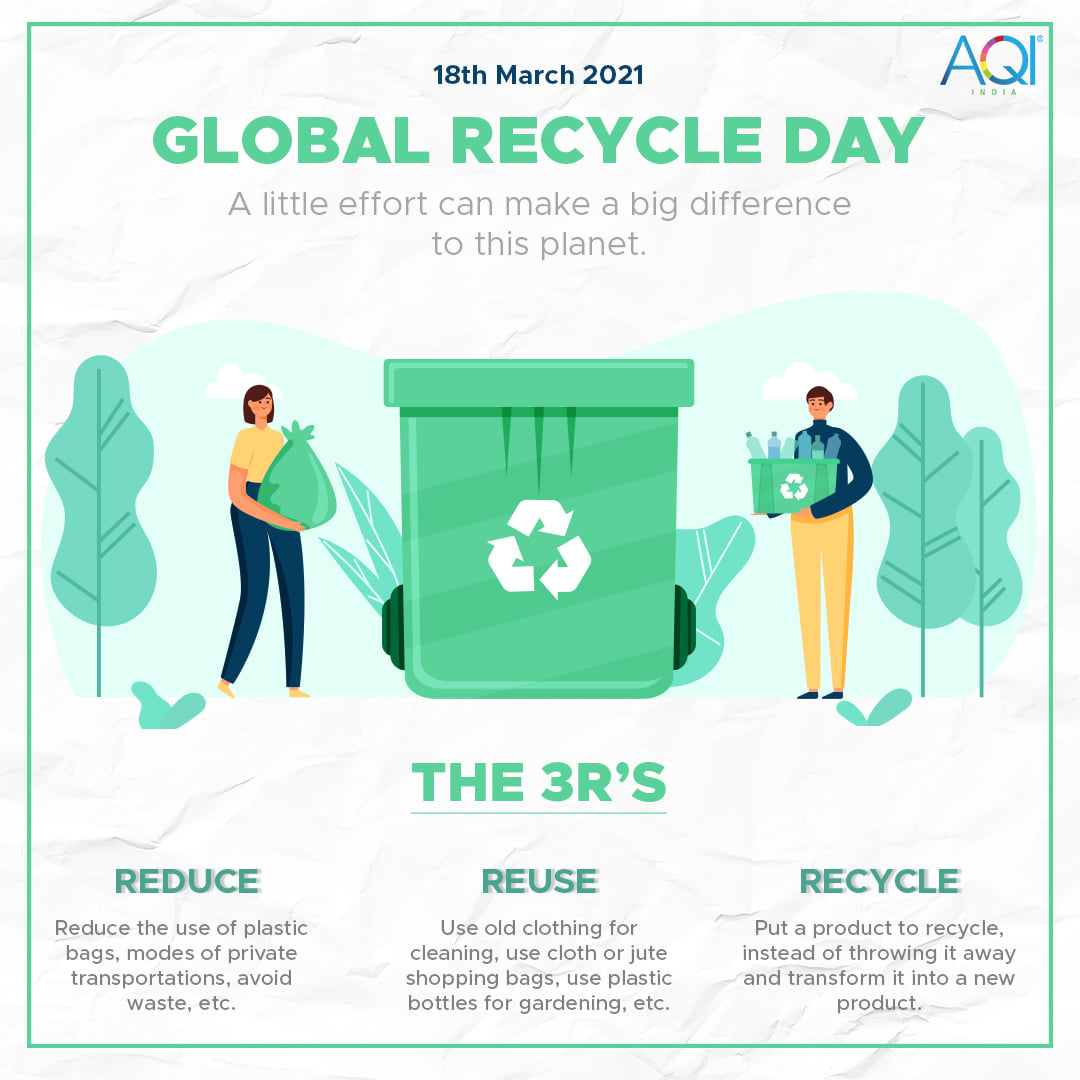 AQI®
INDIA
18th March 2021
GLOBAL RECYCLE DAY
A little effort can make a big difference
to this planet.
THE 3R’S
REDUCE
Reduce the use of plastic
bags, modes of private
transportations, avoid
waste, etc.
REUSE
Use old clothing for
cleaning, use cloth or jute
shopping bags, use plastic
bottles for gardening, etc.
RECYCLE
Put a product to recycle,
instead of throwing it away
and transform it into a new
product.